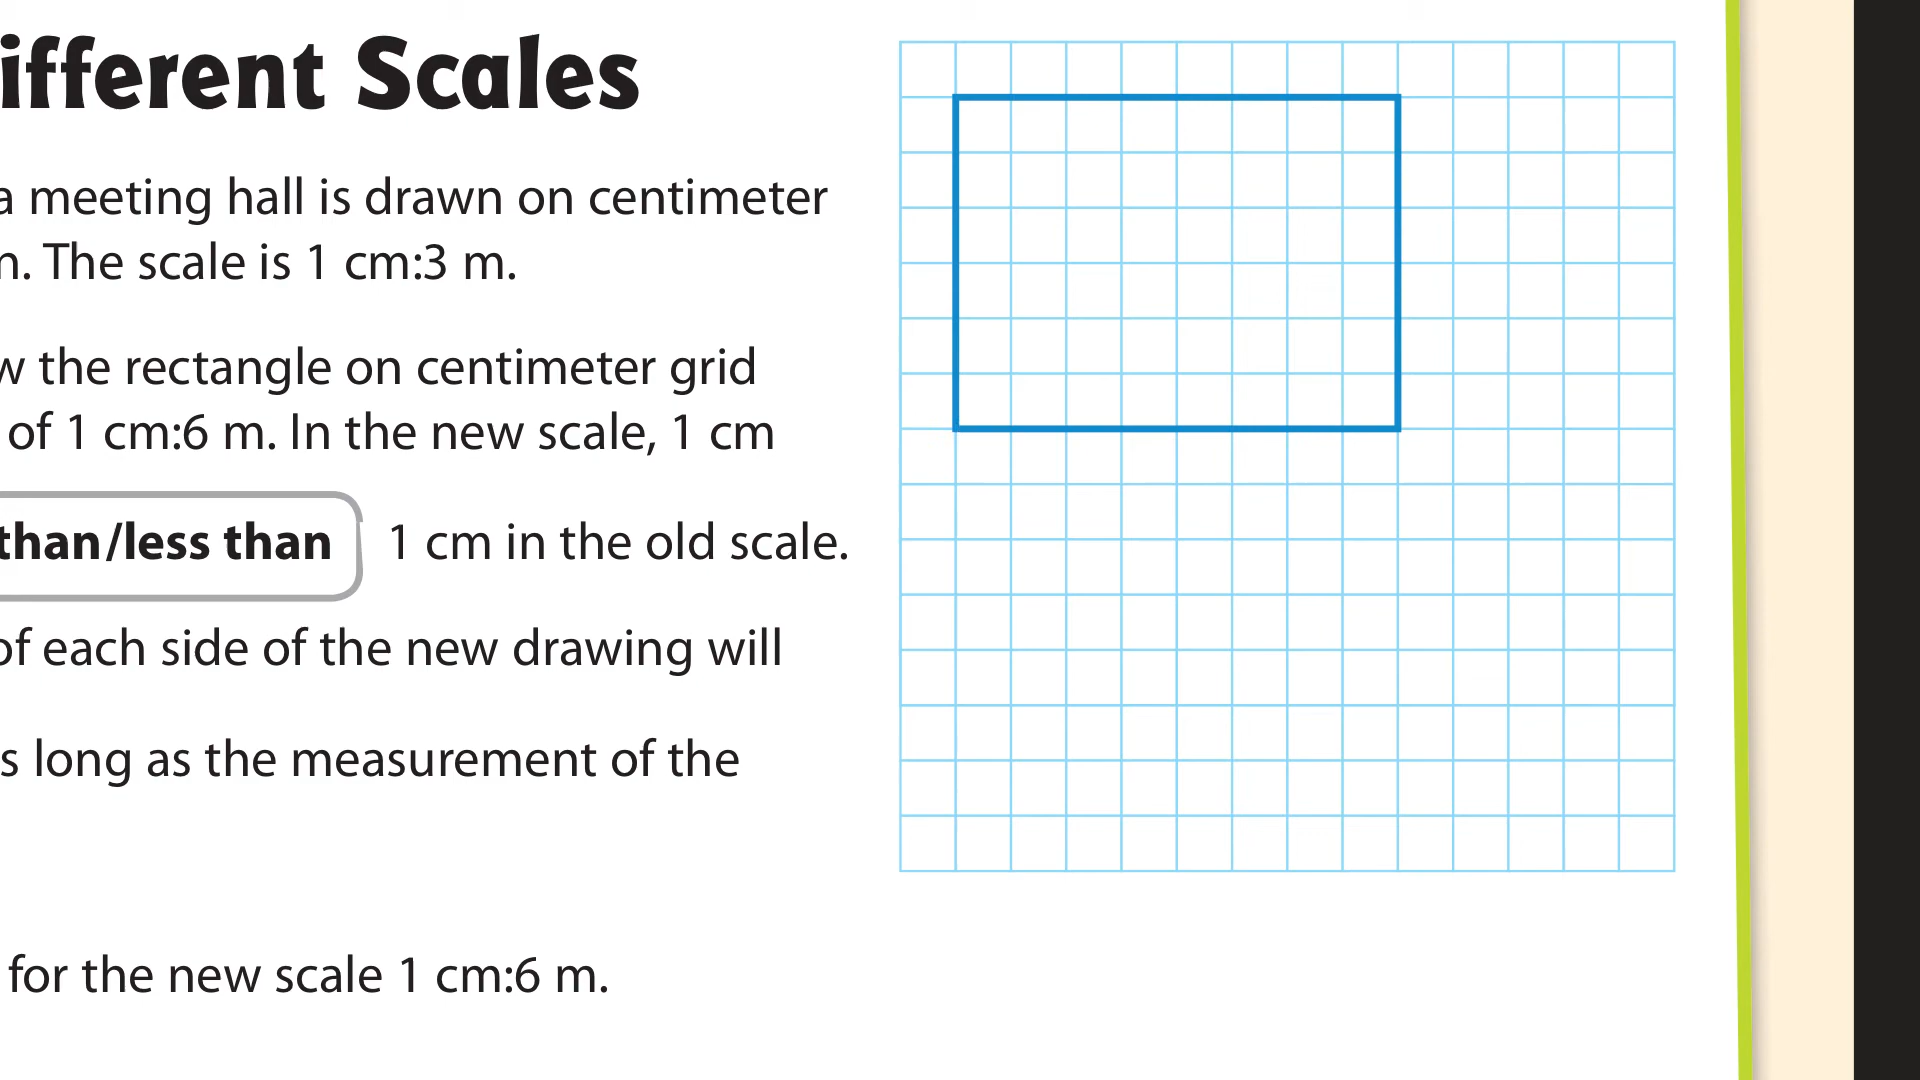 ifferent Scales
a meeting hall is drawn on centimeter
. The scale is 1 cm:3 m.
w the rectangle on centimeter grid
of 1 cm:6 m. In the new scale, 1 cm
than/less than 1 cm in the old scale.
of each side of the new drawing will
s long as the measurement of the
for the new scale 1 cm:6 m.